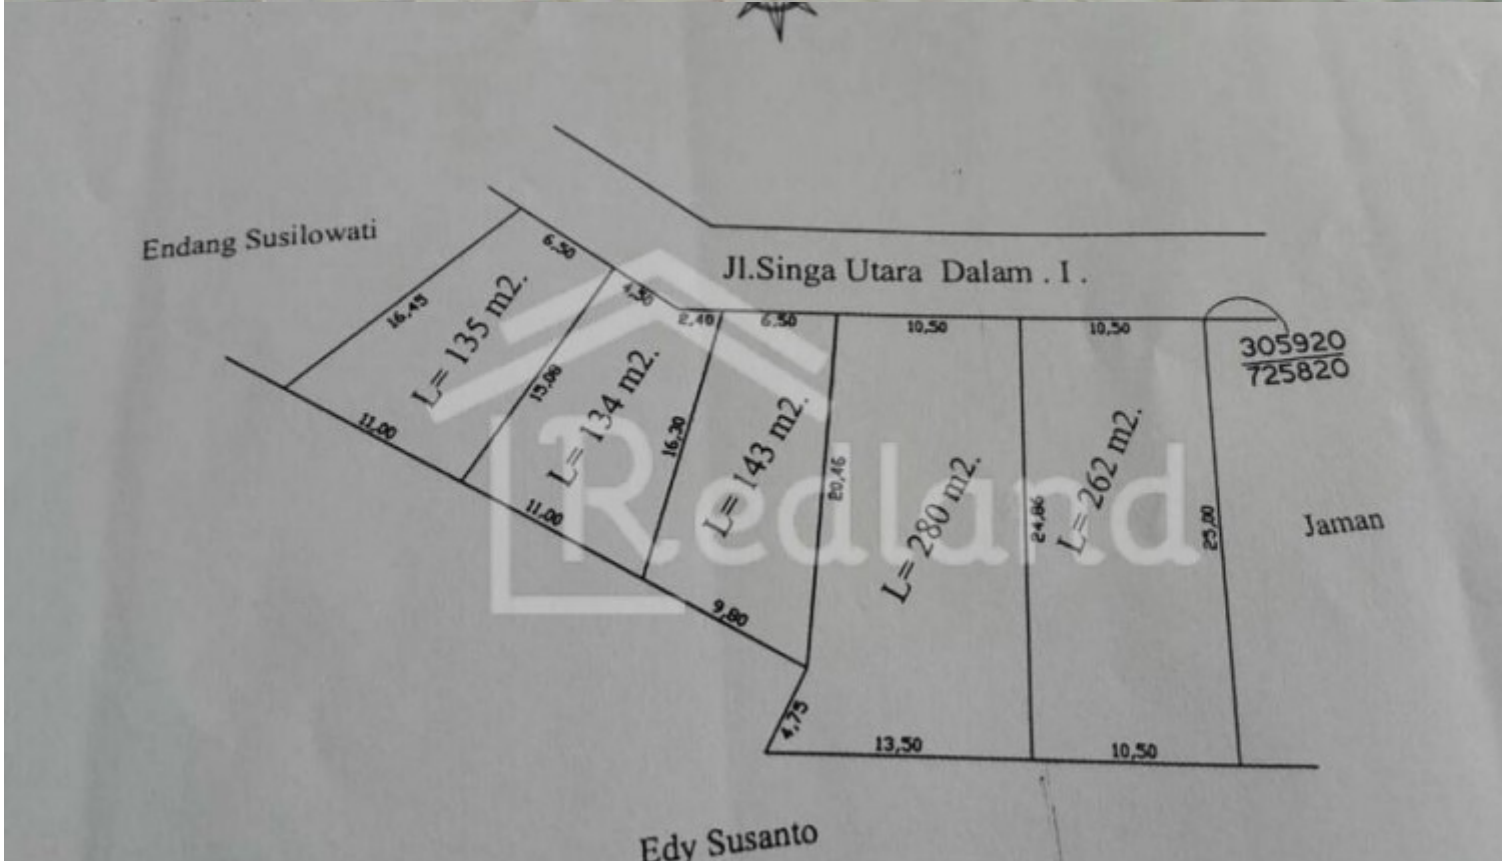 Endang Susilowati
Jl.Singa Utara Dalam . I .
6,50
4,50
2,40
6,50
10,50
10,50
305920
725820
16,45
L= 135 m2.
15,08
L= 134 m2.
16,30
L= 143 m2.
20,46
L= 280 m2.
24,86
L= 262 m2.
25,00
Jaman
Redland
11,00
11,00
9,80
4,75
13,50
10,50
Edy Susanto